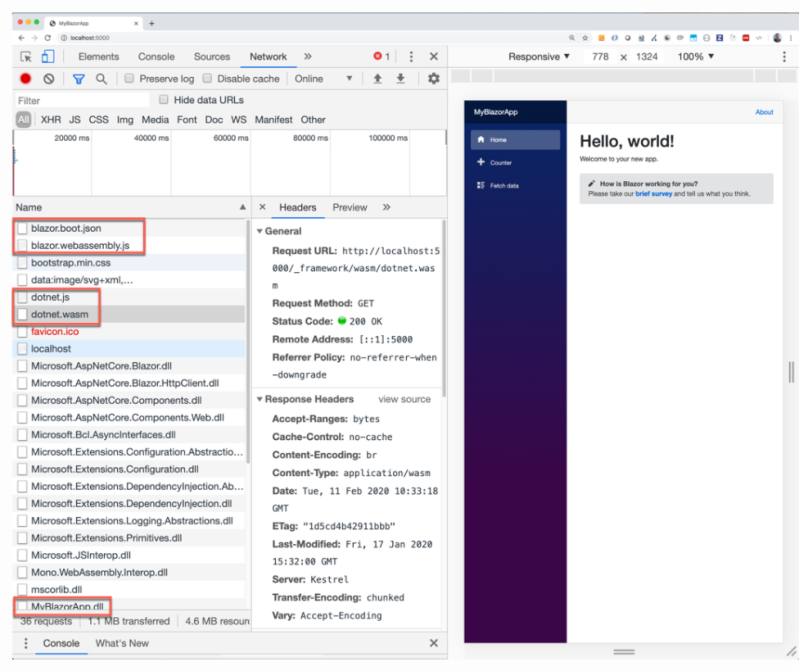 MyBlazorApp
localhost:5000
Elements Console Sources Network » 1
Preserve log Disable cache Online
Filter Hide data URLs
All XHR JS CSS Img Media Font Doc WS Manifest Other
20000 ms 40000 ms 60000 ms 80000 ms 100000 ms
Name
blazor.boot.json
blazor.webassembly.js
bootstrap.min.css
data:image/svg+xml,...
dotnet.js
dotnet.wasm
favicon.ico
localhost
Microsoft.AspNetCore.Blazor.dll
Microsoft.AspNetCore.Blazor.HttpClient.dll
Microsoft.AspNetCore.Components.dll
Microsoft.AspNetCore.Components.Web.dll
Microsoft.Bcl.AsyncInterfaces.dll
Microsoft.Extensions.Configuration.Abstractio...
Microsoft.Extensions.Configuration.dll
Microsoft.Extensions.DependencyInjection.Ab...
Microsoft.Extensions.DependencyInjection.dll
Microsoft.Extensions.Logging.Abstractions.dll
Microsoft.Extensions.Primitives.dll
Microsoft.JSInterop.dll
Mono.WebAssembly.Interop.dll
mscorlib.dll
MyBlazorApp.dll
36 requests 1.1 MB transferred 4.6 MB resoun
Headers Preview »
General
Request URL: http://localhost:5
000/_framework/wasm/dotnet.was
m
Request Method: GET
Status Code: 200 OK
Remote Address: [::1]:5000
Referrer Policy: no-referrer-when
-downgrade
Response Headers view source
Accept-Ranges: bytes
Cache-Control: no-cache
Content-Encoding: br
Content-Type: application/wasm
Date: Tue, 11 Feb 2020 10:33:18
GMT
ETag: "1d5cd4b42911bbb"
Last-Modified: Fri, 17 Jan 2020
15:32:00 GMT
Server: Kestrel
Transfer-Encoding: chunked
Vary: Accept-Encoding
Console What's New
Responsive 778 × 1324 100%
MyBlazorApp
Home
Counter
Fetch data
About
Hello, world!
Welcome to your new app.
How is Blazor working for you?
Please take our brief survey and tell us what you think.